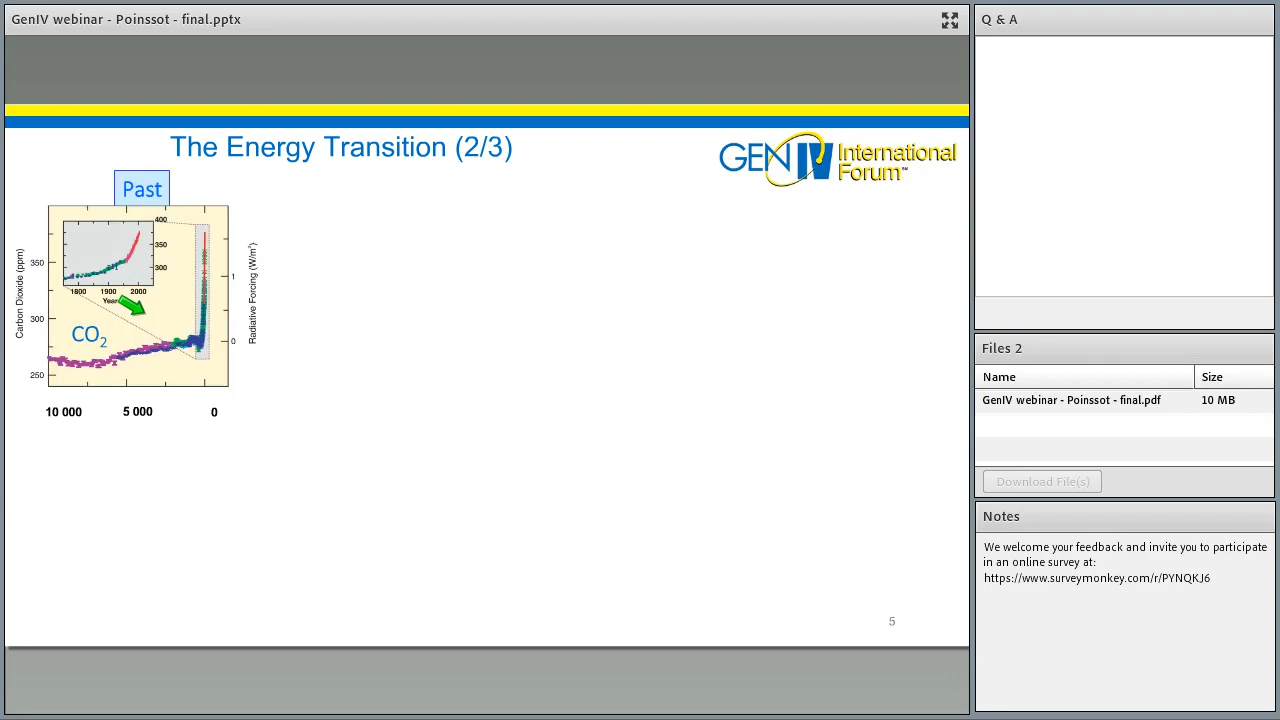 GenIV webinar - Poinssot - final.pptx
The Energy Transition (2/3)
GEN IV International Forum™
Past
Carbon Dioxide (ppm)
350
300
250
400
350
300
1800 1900 2000
Year
CO2
1
0
Radiative Forcing (W/m²)
10 000 5 000 0
5
Q & A
Files 2
Name Size
GenIV webinar - Poinssot - final.pdf 10 MB
Download File(s)
Notes
We welcome your feedback and invite you to participate
in an online survey at:
https://www.surveymonkey.com/r/PYNQKJ6